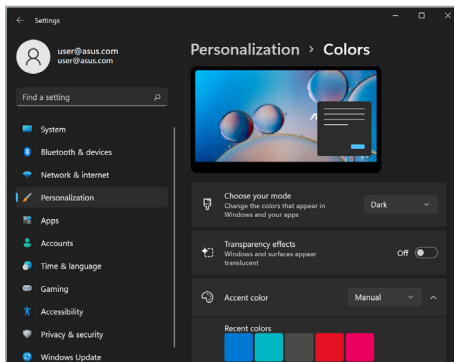 Settings
user@asus.com
user@asus.com
Find a setting
System
Bluetooth & devices
Network & internet
Personalization
Apps
Accounts
Time & language
Gaming
Accessibility
Privacy & security
Windows Update
Personalization > Colors
Choose your mode
Change the colors that appear in
Windows and your apps
Dark
Transparency effects
Windows and surfaces appear
translucent
Off
Accent color
Manual
Recent colors